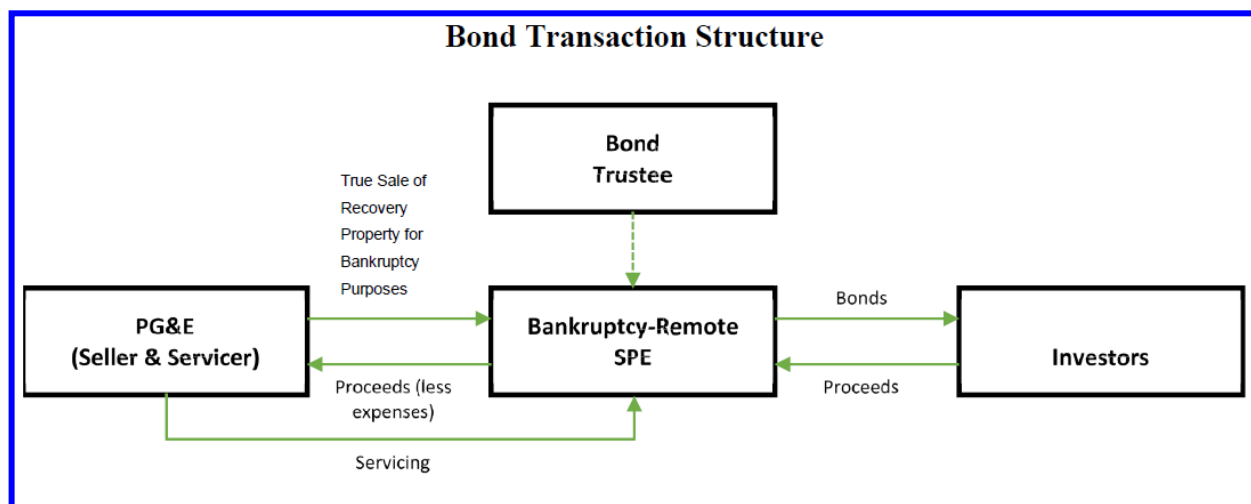 Bond Transaction Structure
Bond
Trustee
True Sale of
Recovery
Property for
Bankruptcy
Purposes
PG&E
(Seller & Servicer)
Bankruptcy-Remote
SPE
Bonds
Investors
Proceeds (less
expenses)
Proceeds
Servicing